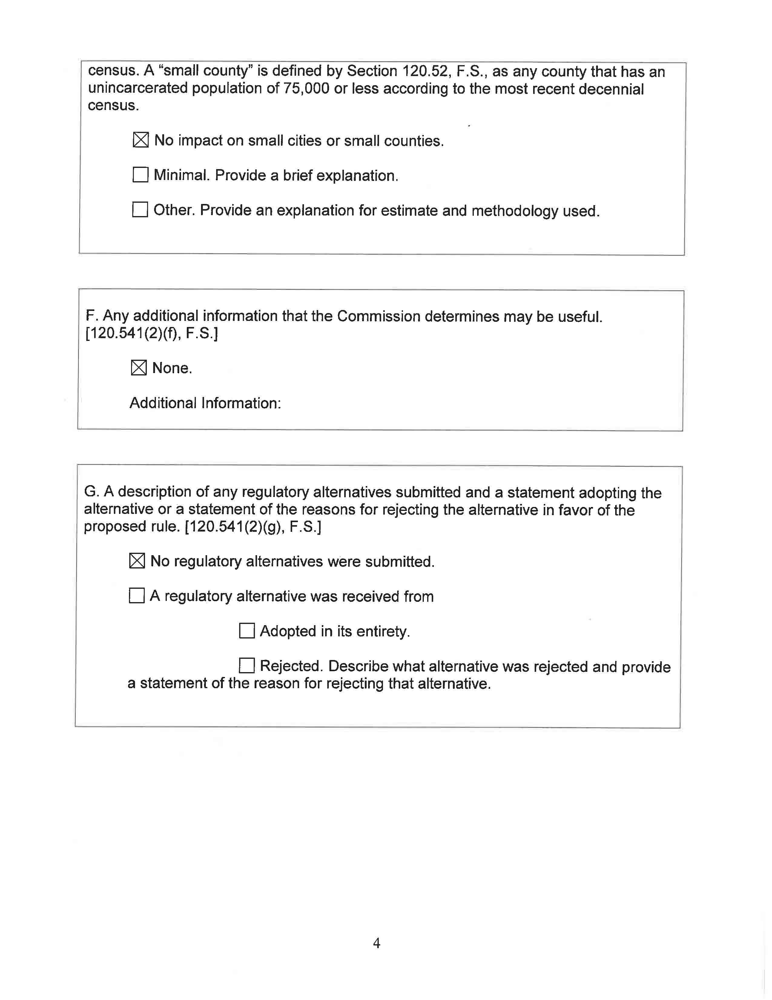 census. A “small county” is defined by Section 120.52, F.S., as any county that has an
unincarcerated population of 75,000 or less according to the most recent decennial
census.
☒ No impact on small cities or small counties.
☐ Minimal. Provide a brief explanation.
☐ Other. Provide an explanation for estimate and methodology used.
F. Any additional information that the Commission determines may be useful.
[120.541(2)(f), F.S.]
☒ None.
Additional Information:
G. A description of any regulatory alternatives submitted and a statement adopting the
alternative or a statement of the reasons for rejecting the alternative in favor of the
proposed rule. [120.541(2)(g), F.S.]
☒ No regulatory alternatives were submitted.
☐ A regulatory alternative was received from
☐ Adopted in its entirety.
☐ Rejected. Describe what alternative was rejected and provide
a statement of the reason for rejecting that alternative.
4